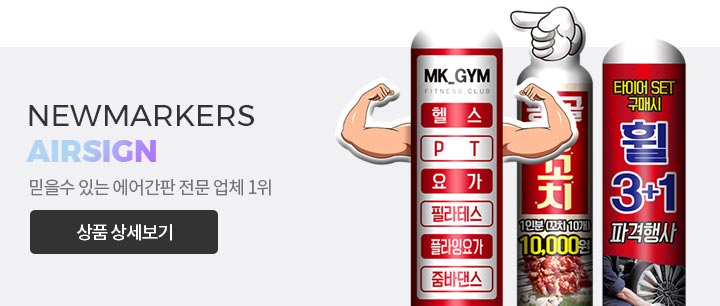 NEWMARKERS
AIRSIGN
믿을수 있는 에어간판 전문 업체 1위
상품 상세보기
MK_GYM
FITNESS.CLUB
헬 스
P T
요 가
필라테스
플라잉요가
줌바댄스
꼬치
1인분 (꼬치 10개)
10,000원
타이어 SET
구매시
휠
3+1
파격행사